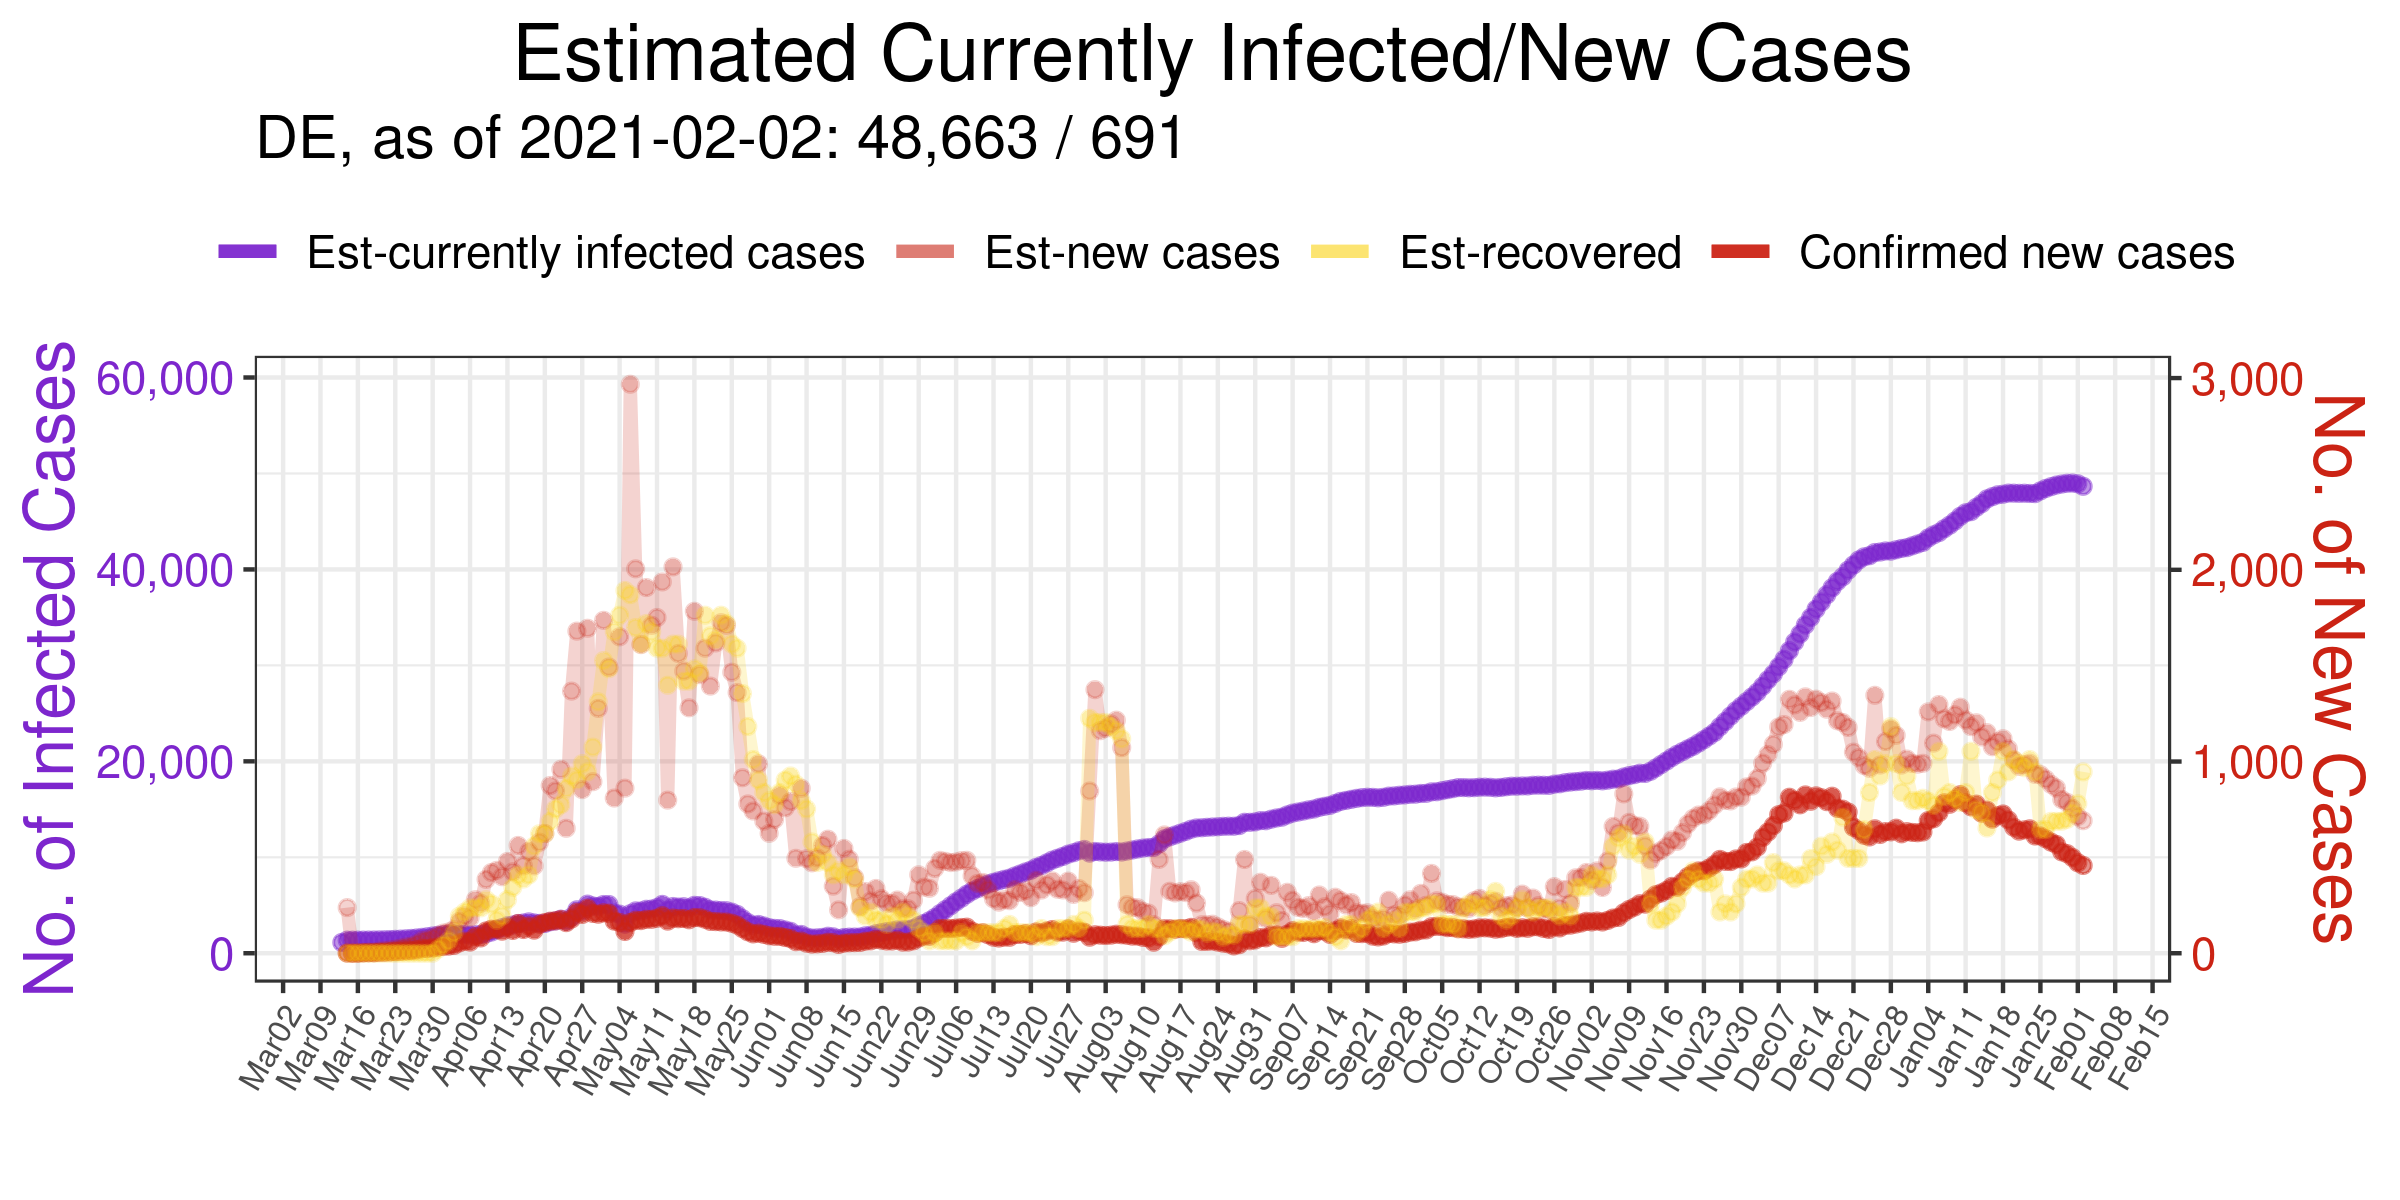 Estimated Currently Infected/New Cases
DE, as of 2021-02-02: 48,663 / 691
Est-currently infected cases Est-new cases Est-recovered Confirmed new cases
No. of Infected Cases
60,000
40,000
20,000
0
3,000
2,000
1,000
0
No. of New Cases
Mar02 Mar09 Mar16 Mar23 Mar30 Apr06 Apr13 Apr20 Apr27 May04 May11 May18 May25 Jun01 Jun08 Jun15 Jun22 Jun29 Jul06 Jul13 Jul20 Jul27 Aug03 Aug10 Aug17 Aug24 Aug31 Sep07 Sep14 Sep21 Sep28 Oct05 Oct12 Oct19 Oct26 Nov02 Nov09 Nov16 Nov23 Nov30 Dec07 Dec14 Dec21 Dec28 Jan04 Jan11 Jan18 Jan25 Feb01 Feb08 Feb15